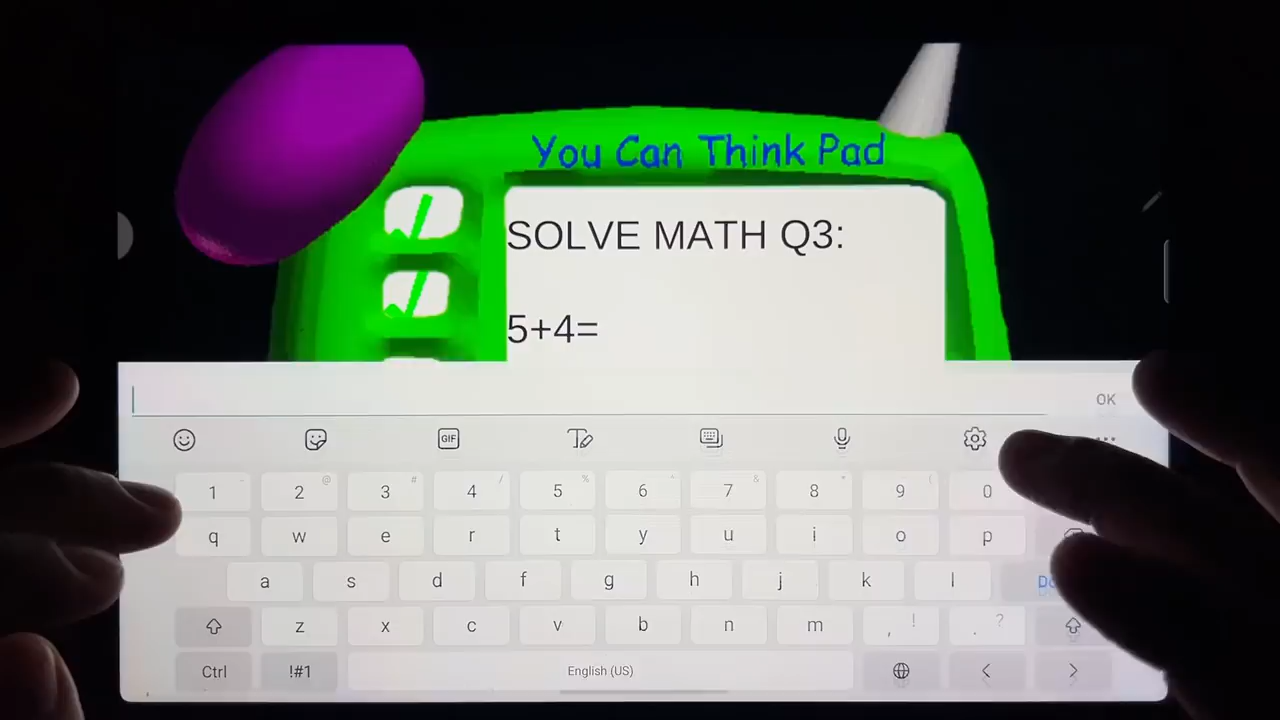 You Can Think Pad
SOLVE MATH Q3:
5+4=
OK
GIF
1 2 3 4 5 6 7 8 9 0
- @ # / % & * (
q w e r t y u i o p
a s d f g h j k l
z x c v b n m , ! . ?
Ctrl !#1 English (US) < >